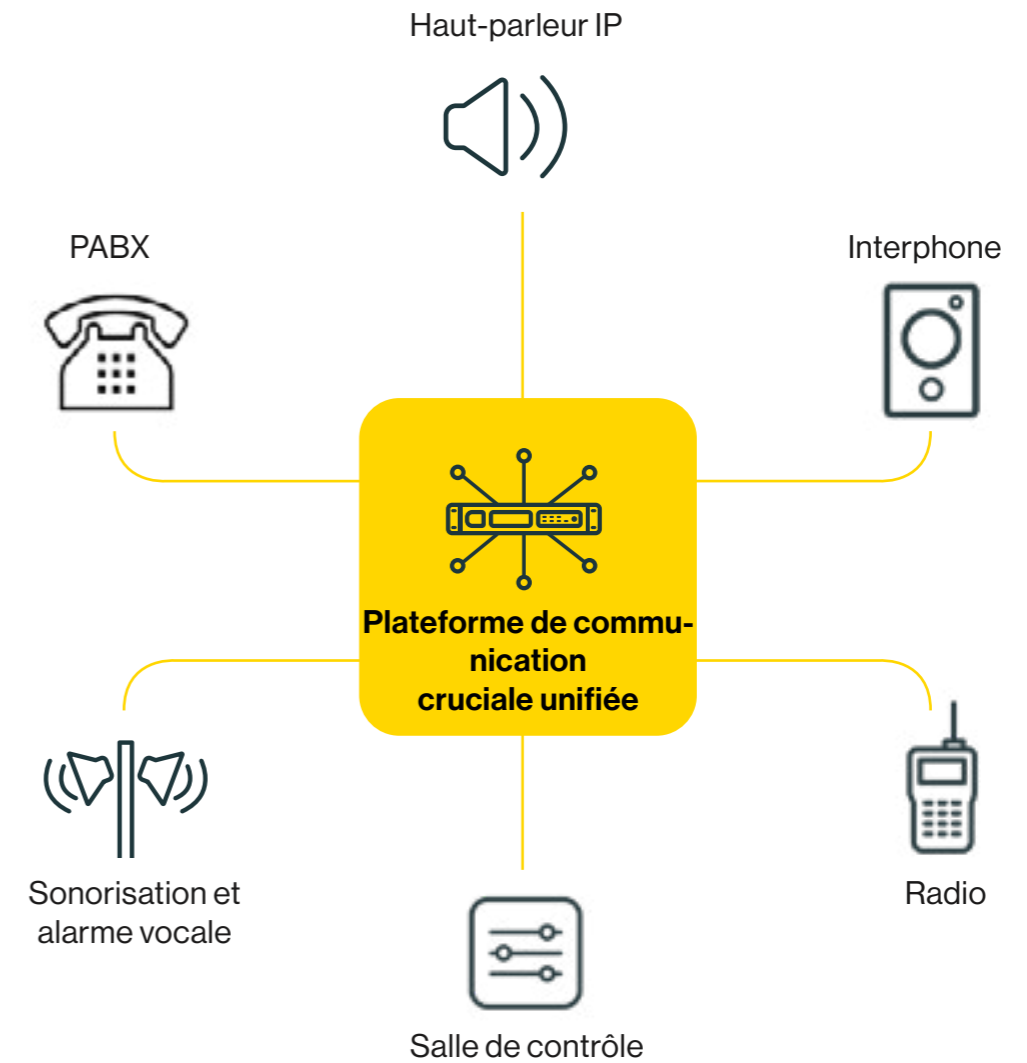 Haut-parleur IP
PABX
Interphone
Plateforme de commu-
nication
cruciale unifiée
Sonorisation et
alarme vocale
Radio
Salle de contrôle